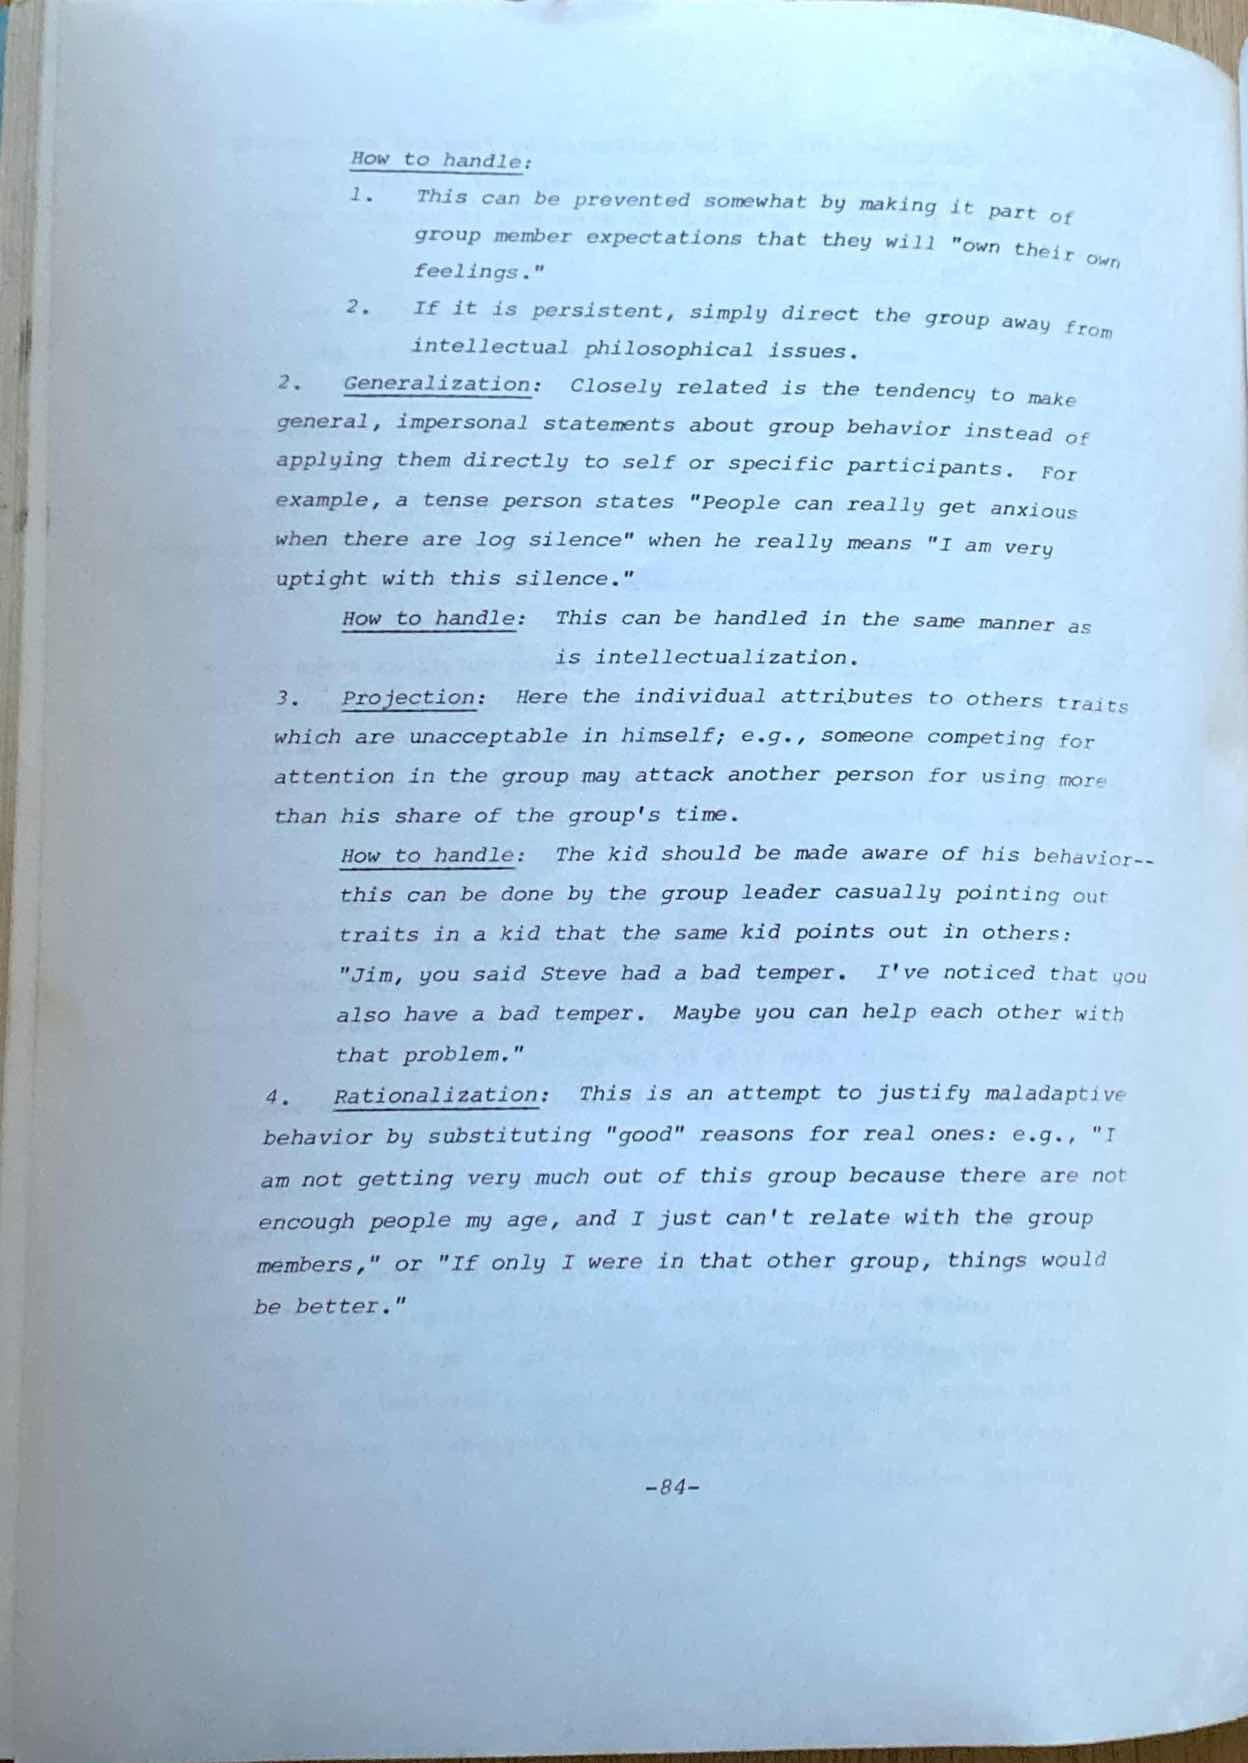 How to handle:
1. This can be prevented somewhat by making it part of
group member expectations that they will "own their own
feelings."
2. If it is persistent, simply direct the group away from
intellectual philosophical issues.
2. Generalization: Closely related is the tendency to make
general, impersonal statements about group behavior instead of
applying them directly to self or specific participants. For
example, a tense person states "People can really get anxious
when there are log silence" when he really means "I am very
uptight with this silence."
How to handle: This can be handled in the same manner as
is intellectualization.
3. Projection: Here the individual attributes to others traits
which are unacceptable in himself; e.g., someone competing for
attention in the group may attack another person for using more
than his share of the group's time.
How to handle: The kid should be made aware of his behavior--
this can be done by the group leader casually pointing out
traits in a kid that the same kid points out in others:
"Jim, you said Steve had a bad temper. I've noticed that you
also have a bad temper. Maybe you can help each other with
that problem."
4. Rationalization: This is an attempt to justify maladaptive
behavior by substituting "good" reasons for real ones: e.g., "I
am not getting very much out of this group because there are not
encough people my age, and I just can't relate with the group
members," or "If only I were in that other group, things would
be better."
-84-